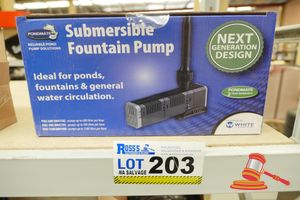 PONDMATE
RELIABLE POND
PUMP SOLUTIONS
Submersible
Fountain Pump
NEXT
GENERATION
DESIGN
Ideal for ponds,
fountains & general
water circulation.
PONDMATE
WHITE
ROSS'S
LOT 203
NA SALVAGE